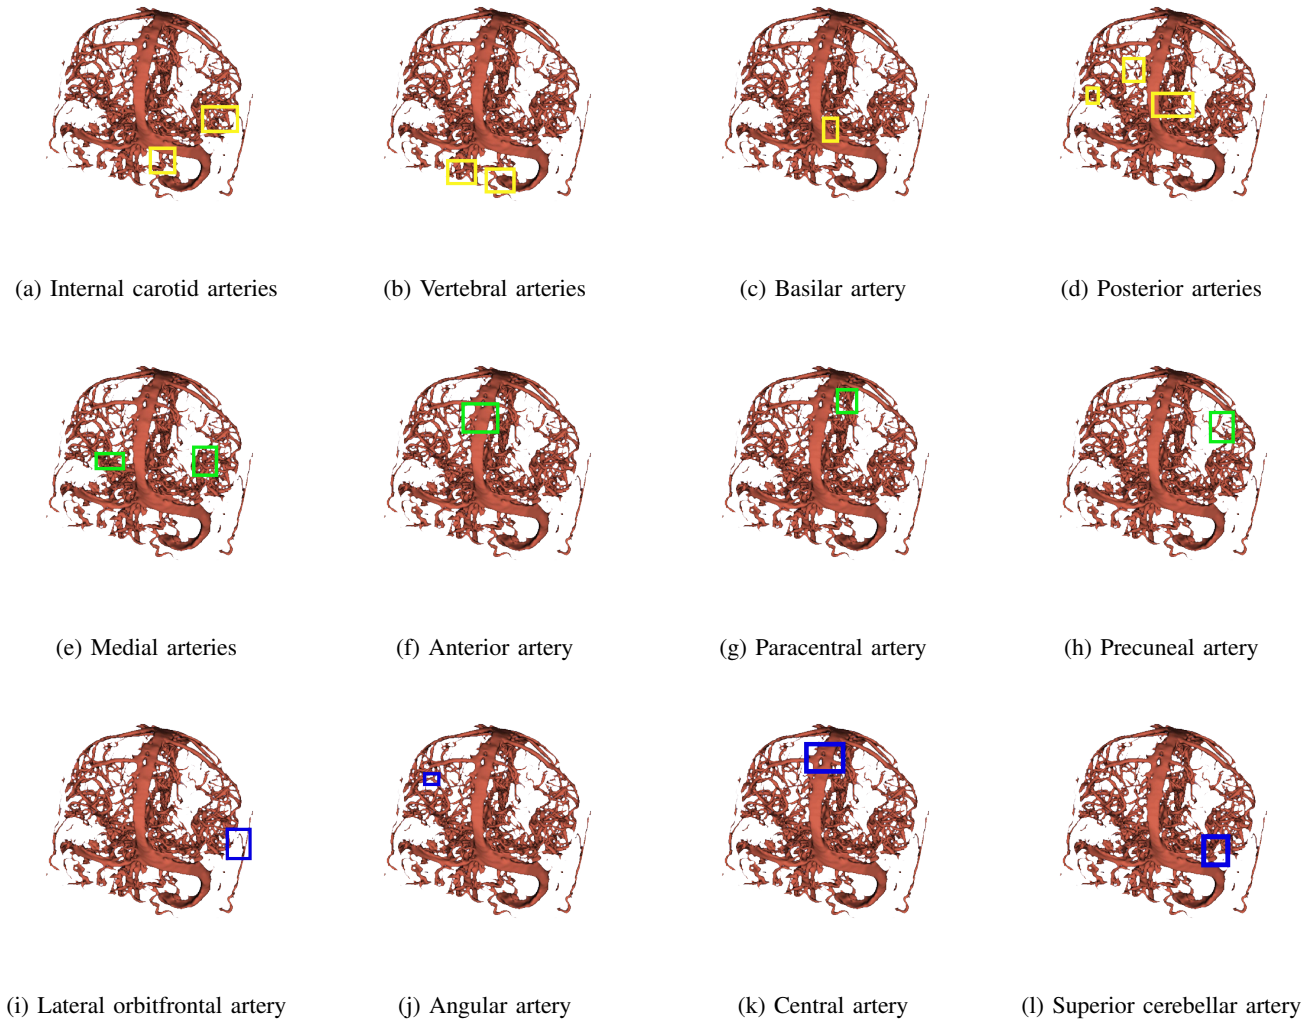 (a) Internal carotid arteries
(b) Vertebral arteries
(c) Basilar artery
(d) Posterior arteries
(e) Medial arteries
(f) Anterior artery
(g) Paracentral artery
(h) Precuneal artery
(i) Lateral orbitfrontal artery
(j) Angular artery
(k) Central artery
(l) Superior cerebellar artery